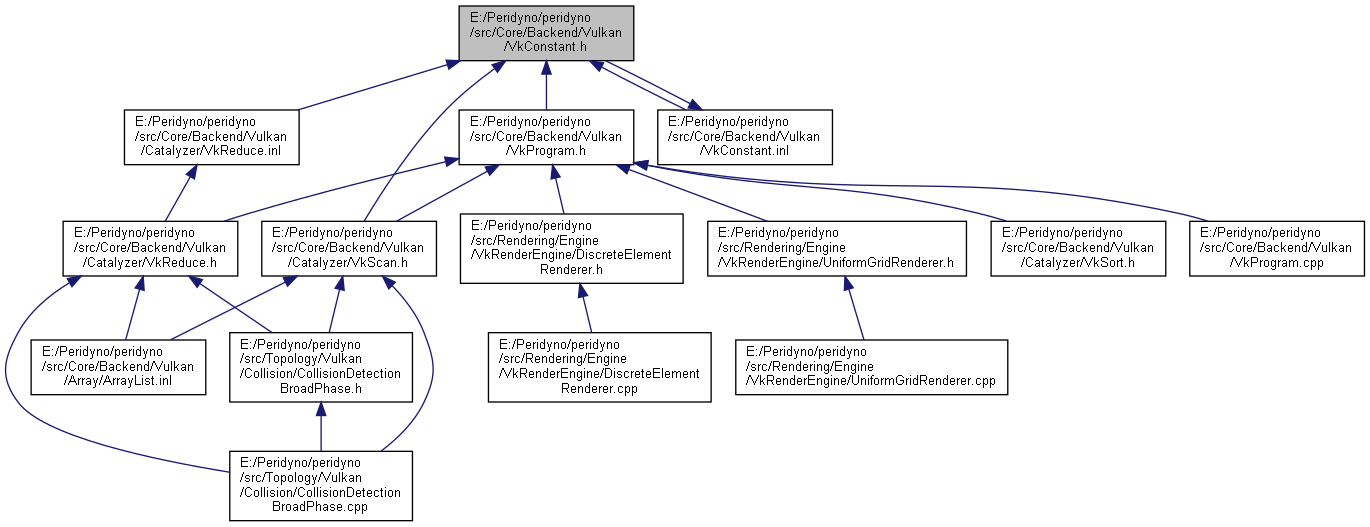 E:/Peridyno/peridyno
/src/Core/Backend/Vulkan
/VkConstant.h
E:/Peridyno/peridyno
/src/Core/Backend/Vulkan
/Catalyzer/VkReduce.inl
E:/Peridyno/peridyno
/src/Core/Backend/Vulkan
/VkProgram.h
E:/Peridyno/peridyno
/src/Core/Backend/Vulkan
/VkConstant.inl
E:/Peridyno/peridyno
/src/Core/Backend/Vulkan
/Catalyzer/VkReduce.h
E:/Peridyno/peridyno
/src/Core/Backend/Vulkan
/Catalyzer/VkScan.h
E:/Peridyno/peridyno
/src/Rendering/Engine
/VkRenderEngine/DiscreteElement
Renderer.h
E:/Peridyno/peridyno
/src/Rendering/Engine
/VkRenderEngine/UniformGridRenderer.h
E:/Peridyno/peridyno
/src/Core/Backend/Vulkan
/Catalyzer/VkSort.h
E:/Peridyno/peridyno
/src/Core/Backend/Vulkan
/VkProgram.cpp
E:/Peridyno/peridyno
/src/Core/Backend/Vulkan
/Array/ArrayList.inl
E:/Peridyno/peridyno
/src/Topology/Vulkan
/Collision/CollisionDetection
BroadPhase.h
E:/Peridyno/peridyno
/src/Rendering/Engine
/VkRenderEngine/DiscreteElement
Renderer.cpp
E:/Peridyno/peridyno
/src/Rendering/Engine
/VkRenderEngine/UniformGridRenderer.cpp
E:/Peridyno/peridyno
/src/Topology/Vulkan
/Collision/CollisionDetection
BroadPhase.cpp